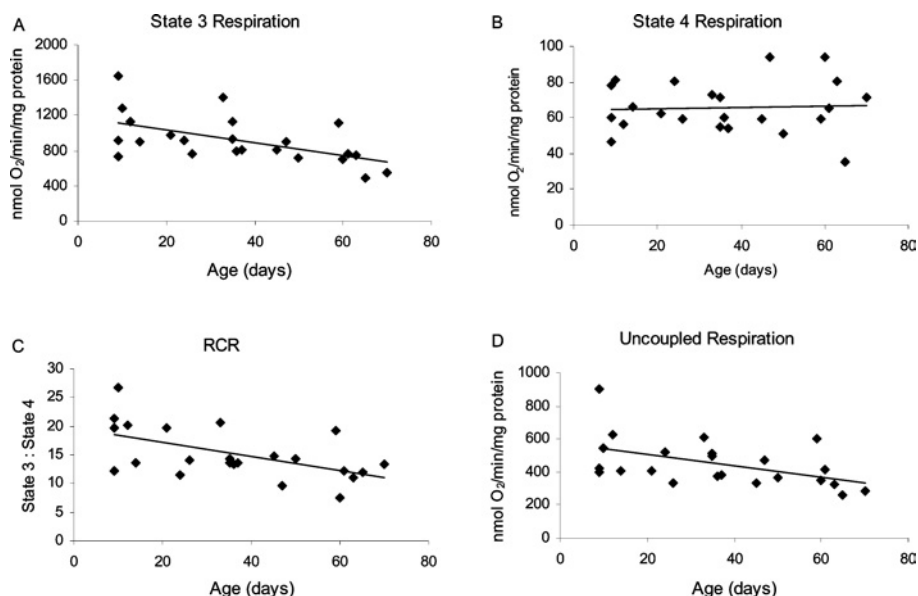 A
State 3 Respiration
nmol O2/min/mg protein
2000
1600
1200
800
400
0
0 20 40 60 80
Age (days)
B
State 4 Respiration
nmol O2/min/mg protein
100
80
60
40
20
0
0 20 40 60 80
Age (days)
C
RCR
State 3 : State 4
30
25
20
15
10
5
0
0 20 40 60 80
Age (days)
D
Uncoupled Respiration
nmol O2/min/mg protein
1000
800
600
400
200
0
0 20 40 60 80
Age (days)